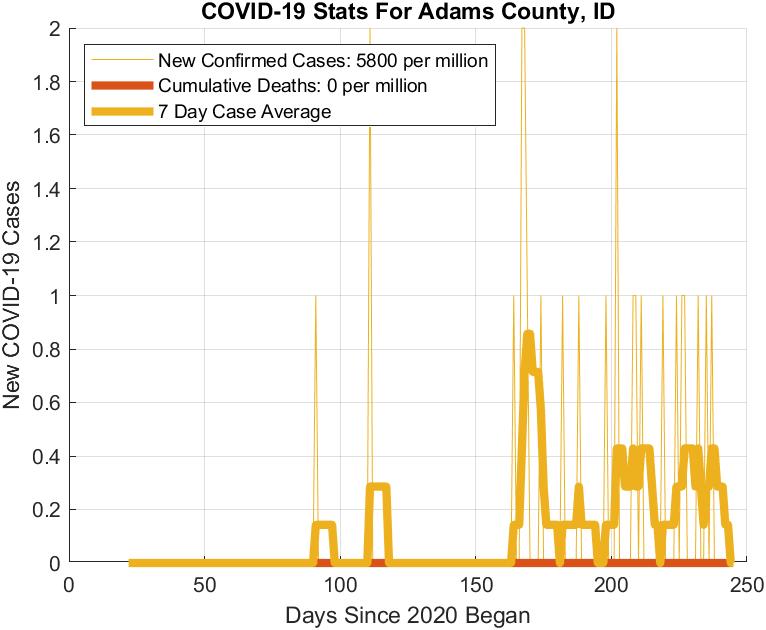 COVID-19 Stats For Adams County, ID
New Confirmed Cases: 5800 per million
Cumulative Deaths: 0 per million
7 Day Case Average
New COVID-19 Cases
2
1.8
1.6
1.4
1.2
1
0.8
0.6
0.4
0.2
0
0 50 100 150 200 250
Days Since 2020 Began